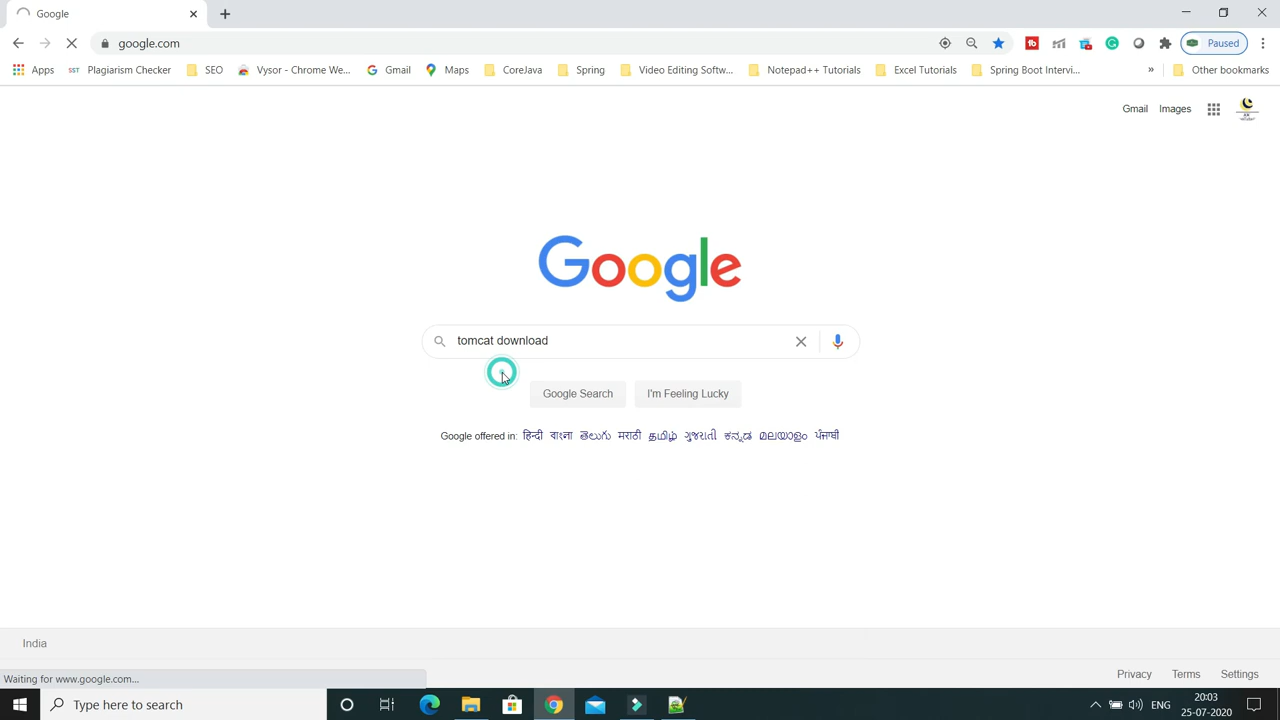 Google
google.com
Paused
Apps
SST Plagiarism Checker
SEO
Vysor - Chrome We...
Gmail
Maps
CoreJava
Spring
Video Editing Softw...
Notepad++ Tutorials
Excel Tutorials
Spring Boot Intervi...
»
Other bookmarks
Gmail
Images
Google
tomcat download
Google Search
I'm Feeling Lucky
Google offered in: हिन्दी বাংলা తెలుగు मराठी தமிழ் ગુજરાતી ಕನ್ನಡ മലയാളം ਪੰਜਾਬੀ
India
Waiting for www.google.com...
Privacy
Terms
Settings
Type here to search
ENG
20:03
25-07-2020